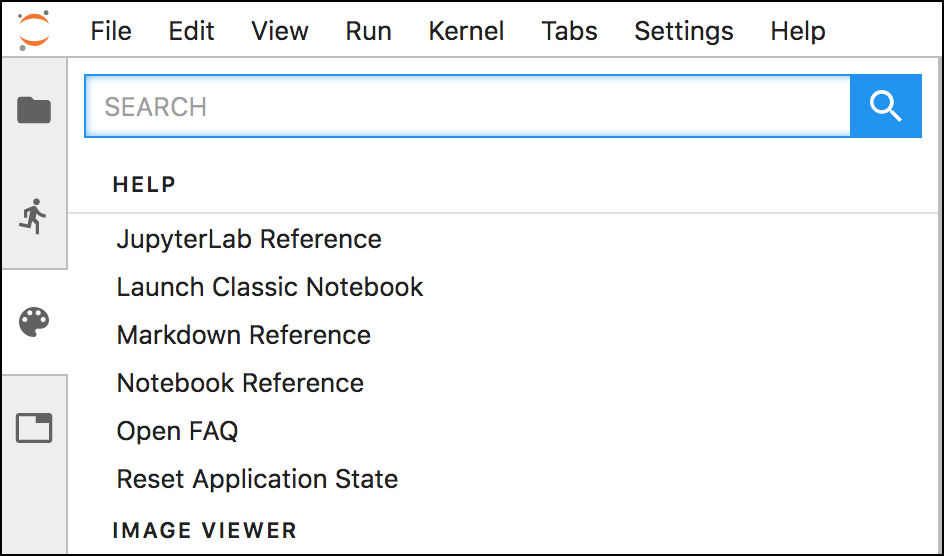 File Edit View Run Kernel Tabs Settings Help
SEARCH
HELP
JupyterLab Reference
Launch Classic Notebook
Markdown Reference
Notebook Reference
Open FAQ
Reset Application State
IMAGE VIEWER